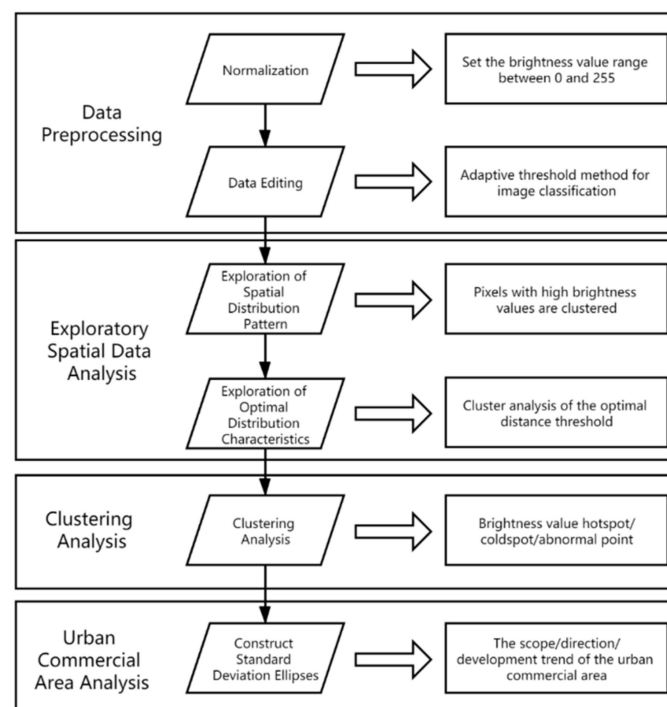 Data
Preprocessing
Normalization
Set the brightness value range
between 0 and 255
Data Editing
Adaptive threshold method for
image classification
Exploratory
Spatial Data
Analysis
Exploration of
Spatial
Distribution
Pattern
Pixels with high brightness
values are clustered
Exploration of
Optimal
Distribution
Characteristics
Cluster analysis of the optimal
distance threshold
Clustering
Analysis
Clustering
Analysis
Brightness value hotspot/
coldspot/abnormal point
Urban
Commercial
Area Analysis
Construct
Standard
Deviation Ellipses
The scope/direction/
development trend of the urban
commercial area